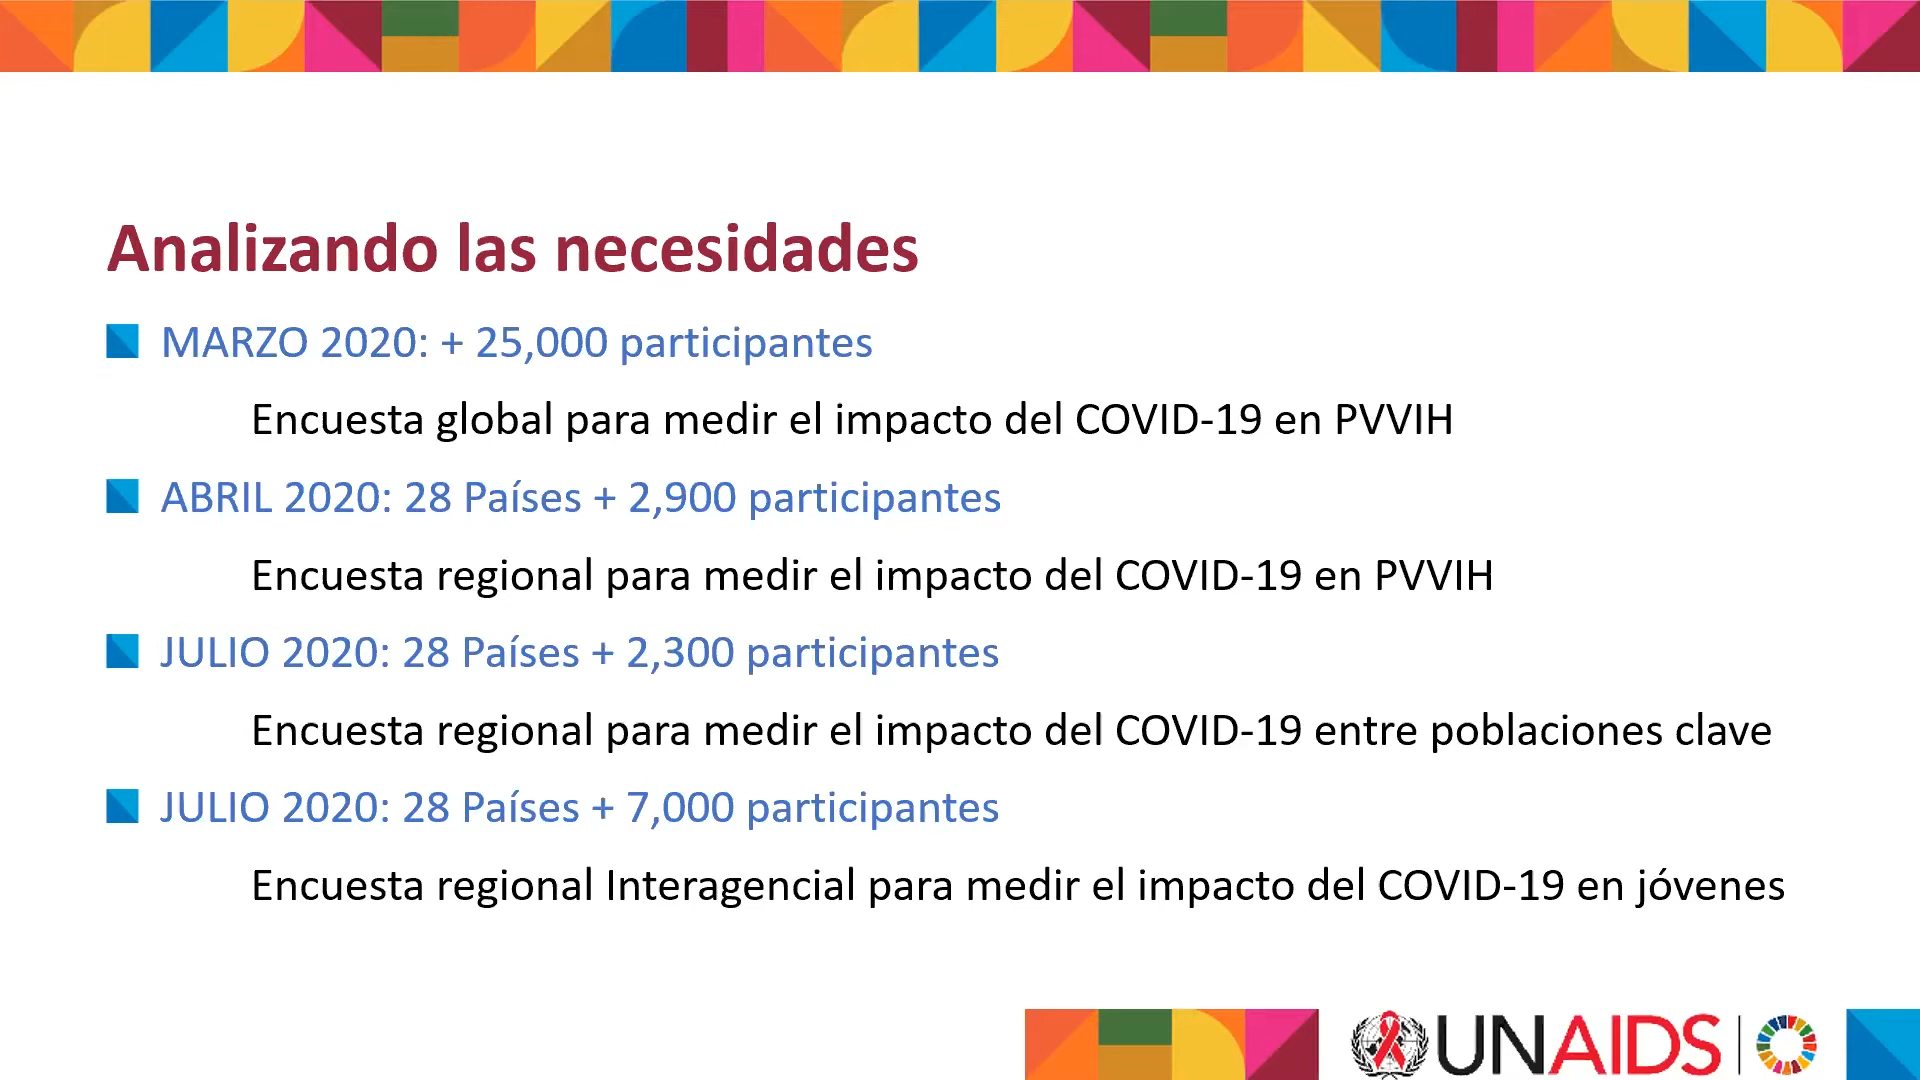 Analizando las necesidades
MARZO 2020: + 25,000 participantes
Encuesta global para medir el impacto del COVID-19 en PVVIH
ABRIL 2020: 28 Países + 2,900 participantes
Encuesta regional para medir el impacto del COVID-19 en PVVIH
JULIO 2020: 28 Países + 2,300 participantes
Encuesta regional para medir el impacto del COVID-19 entre poblaciones clave
JULIO 2020: 28 Países + 7,000 participantes
Encuesta regional Interagencial para medir el impacto del COVID-19 en jóvenes
UNAIDS